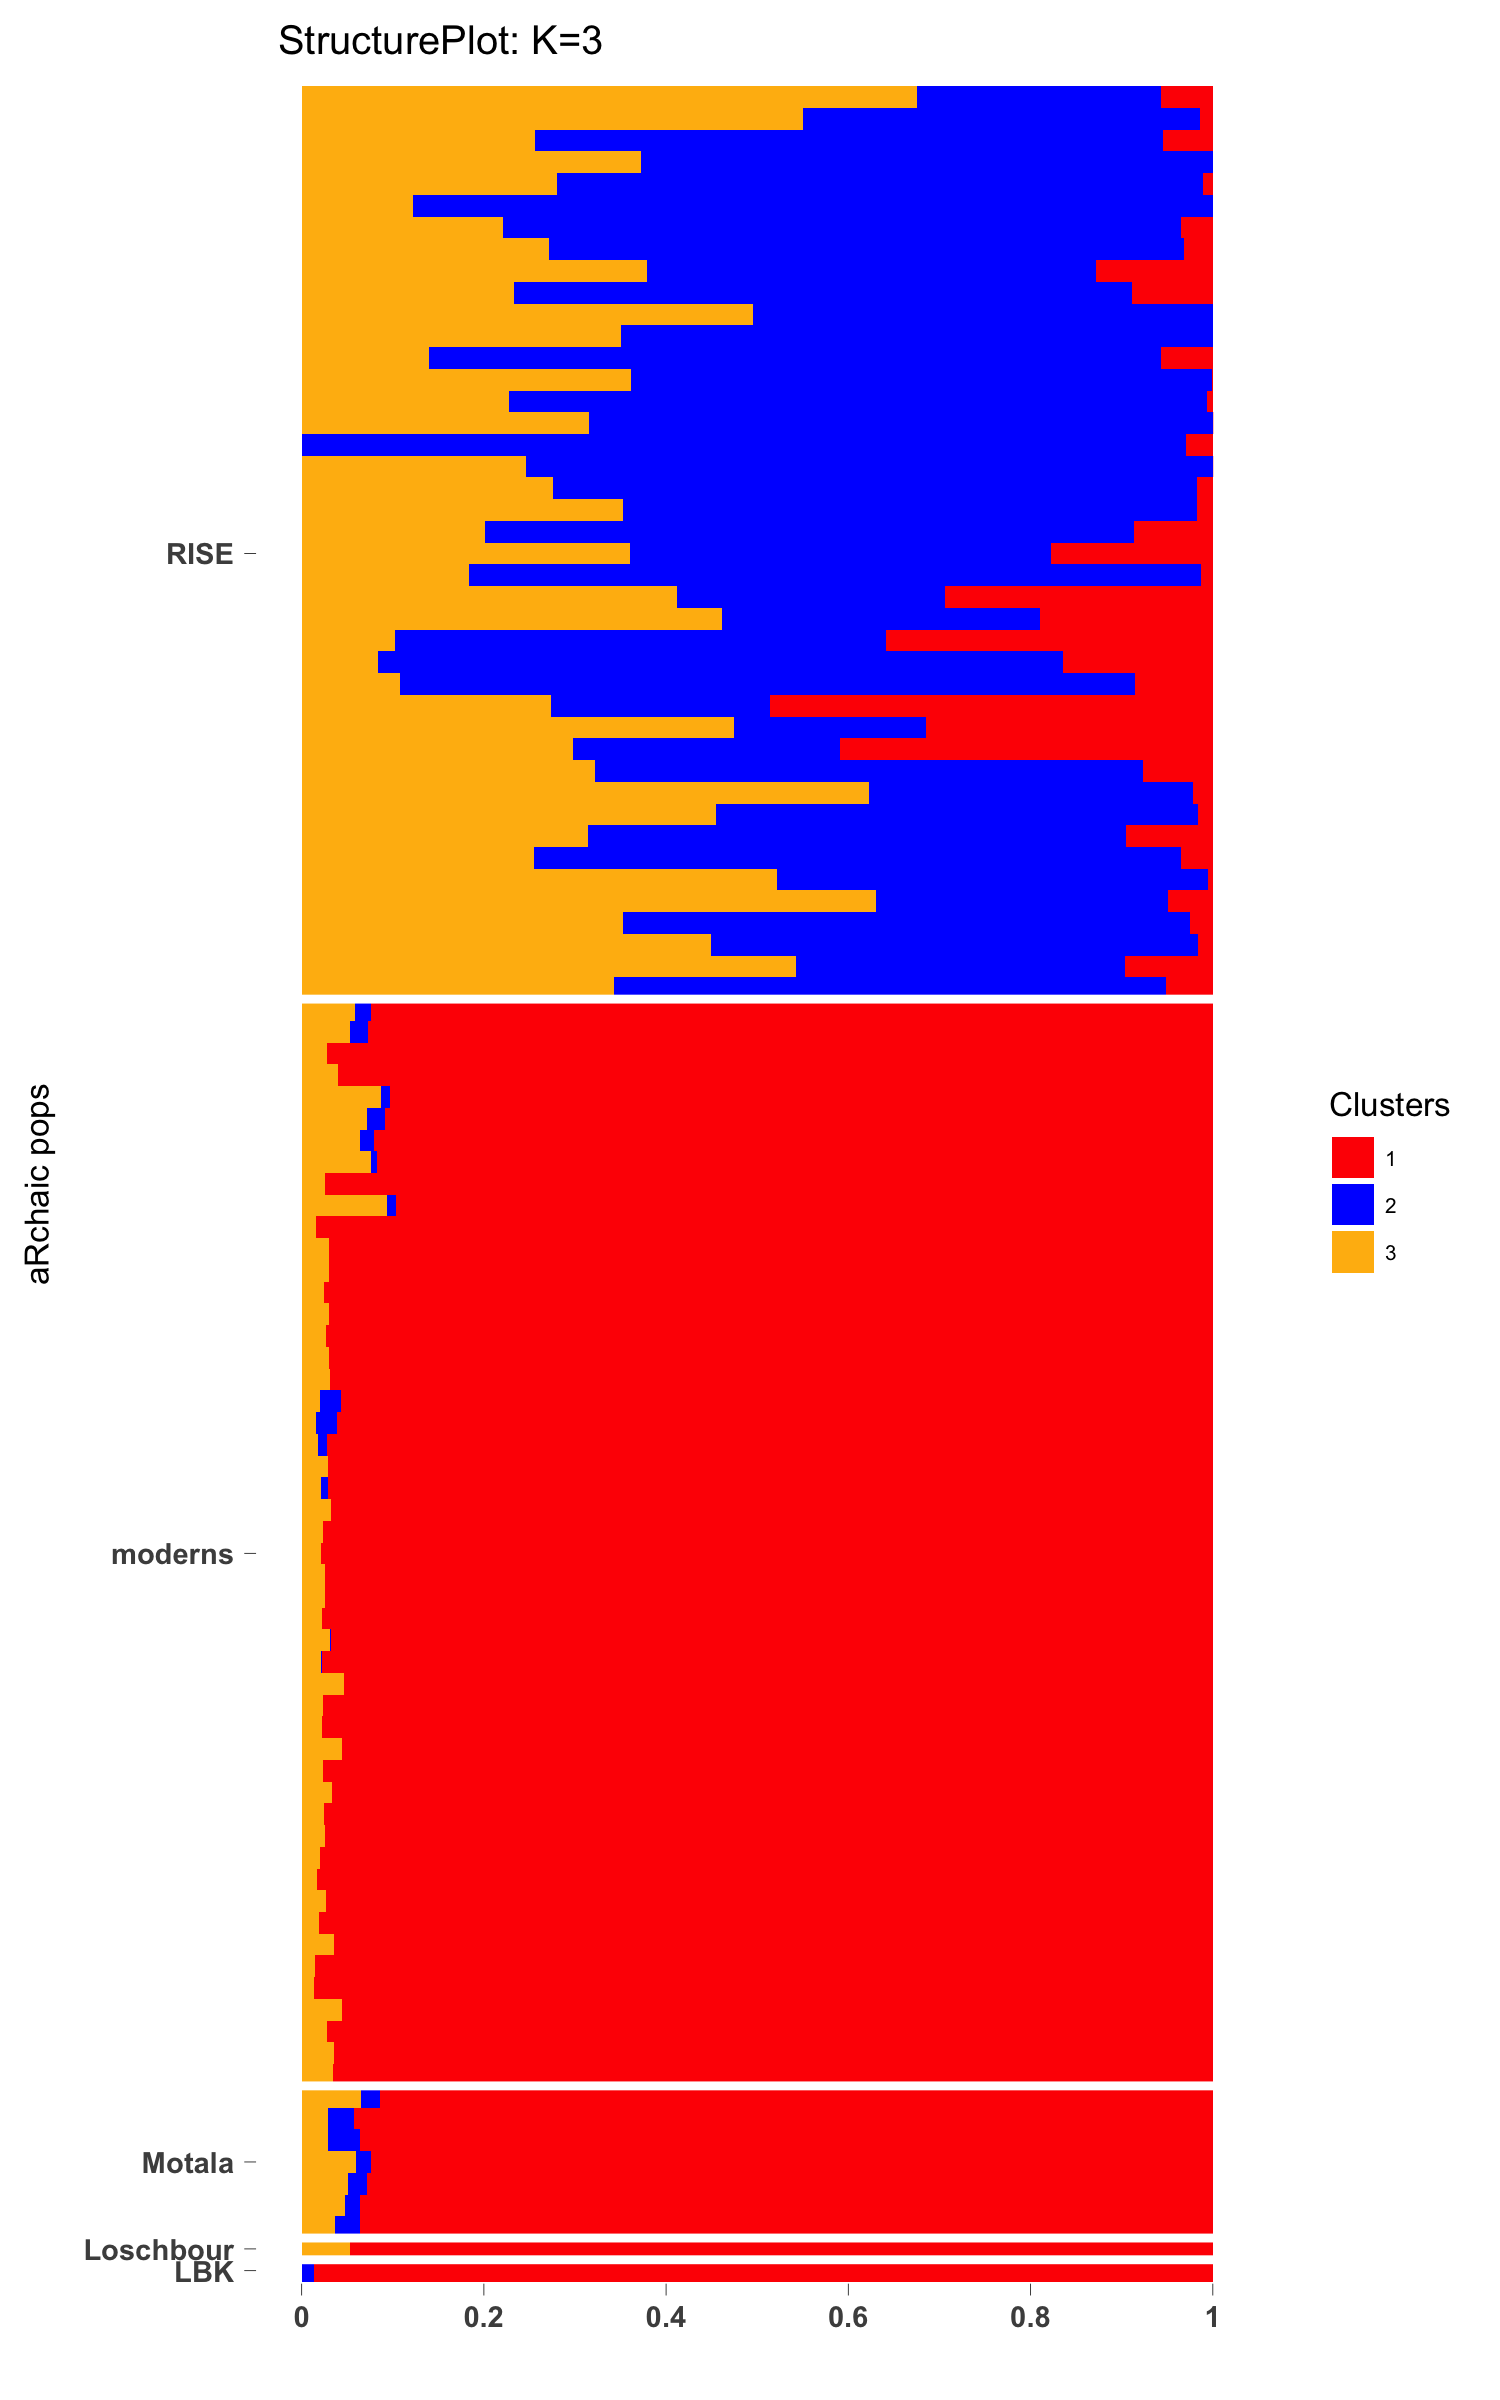 StructurePlot: K=3
RISE
aRchaic pops
Clusters
1
2
3
moderns
Motala
Loschbour
LBK
0 0.2 0.4 0.6 0.8 1